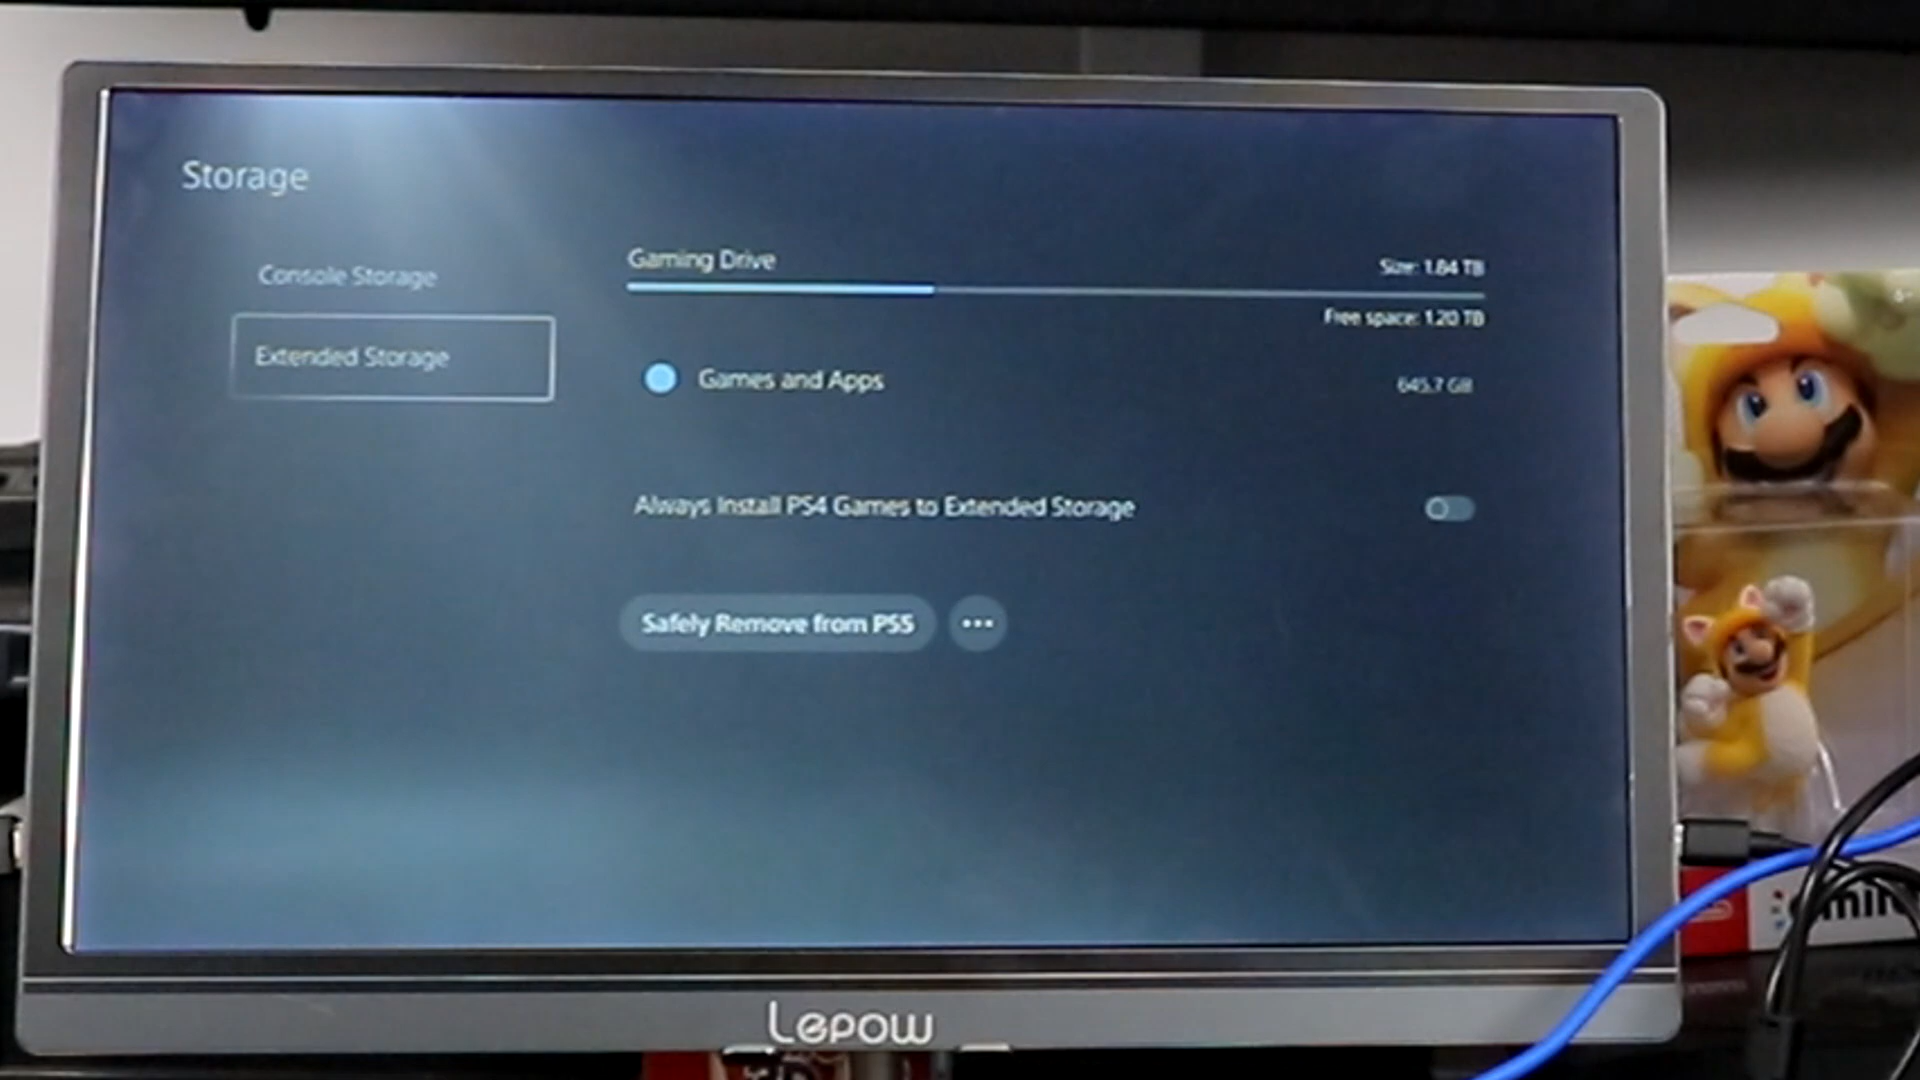 Storage
Console Storage
Extended Storage
Gaming Drive
Size: 1.84 TB
Free space: 1.20 TB
Games and Apps
645.7 GB
Always Install PS4 Games to Extended Storage
Safely Remove from PS5
•••
Lepow